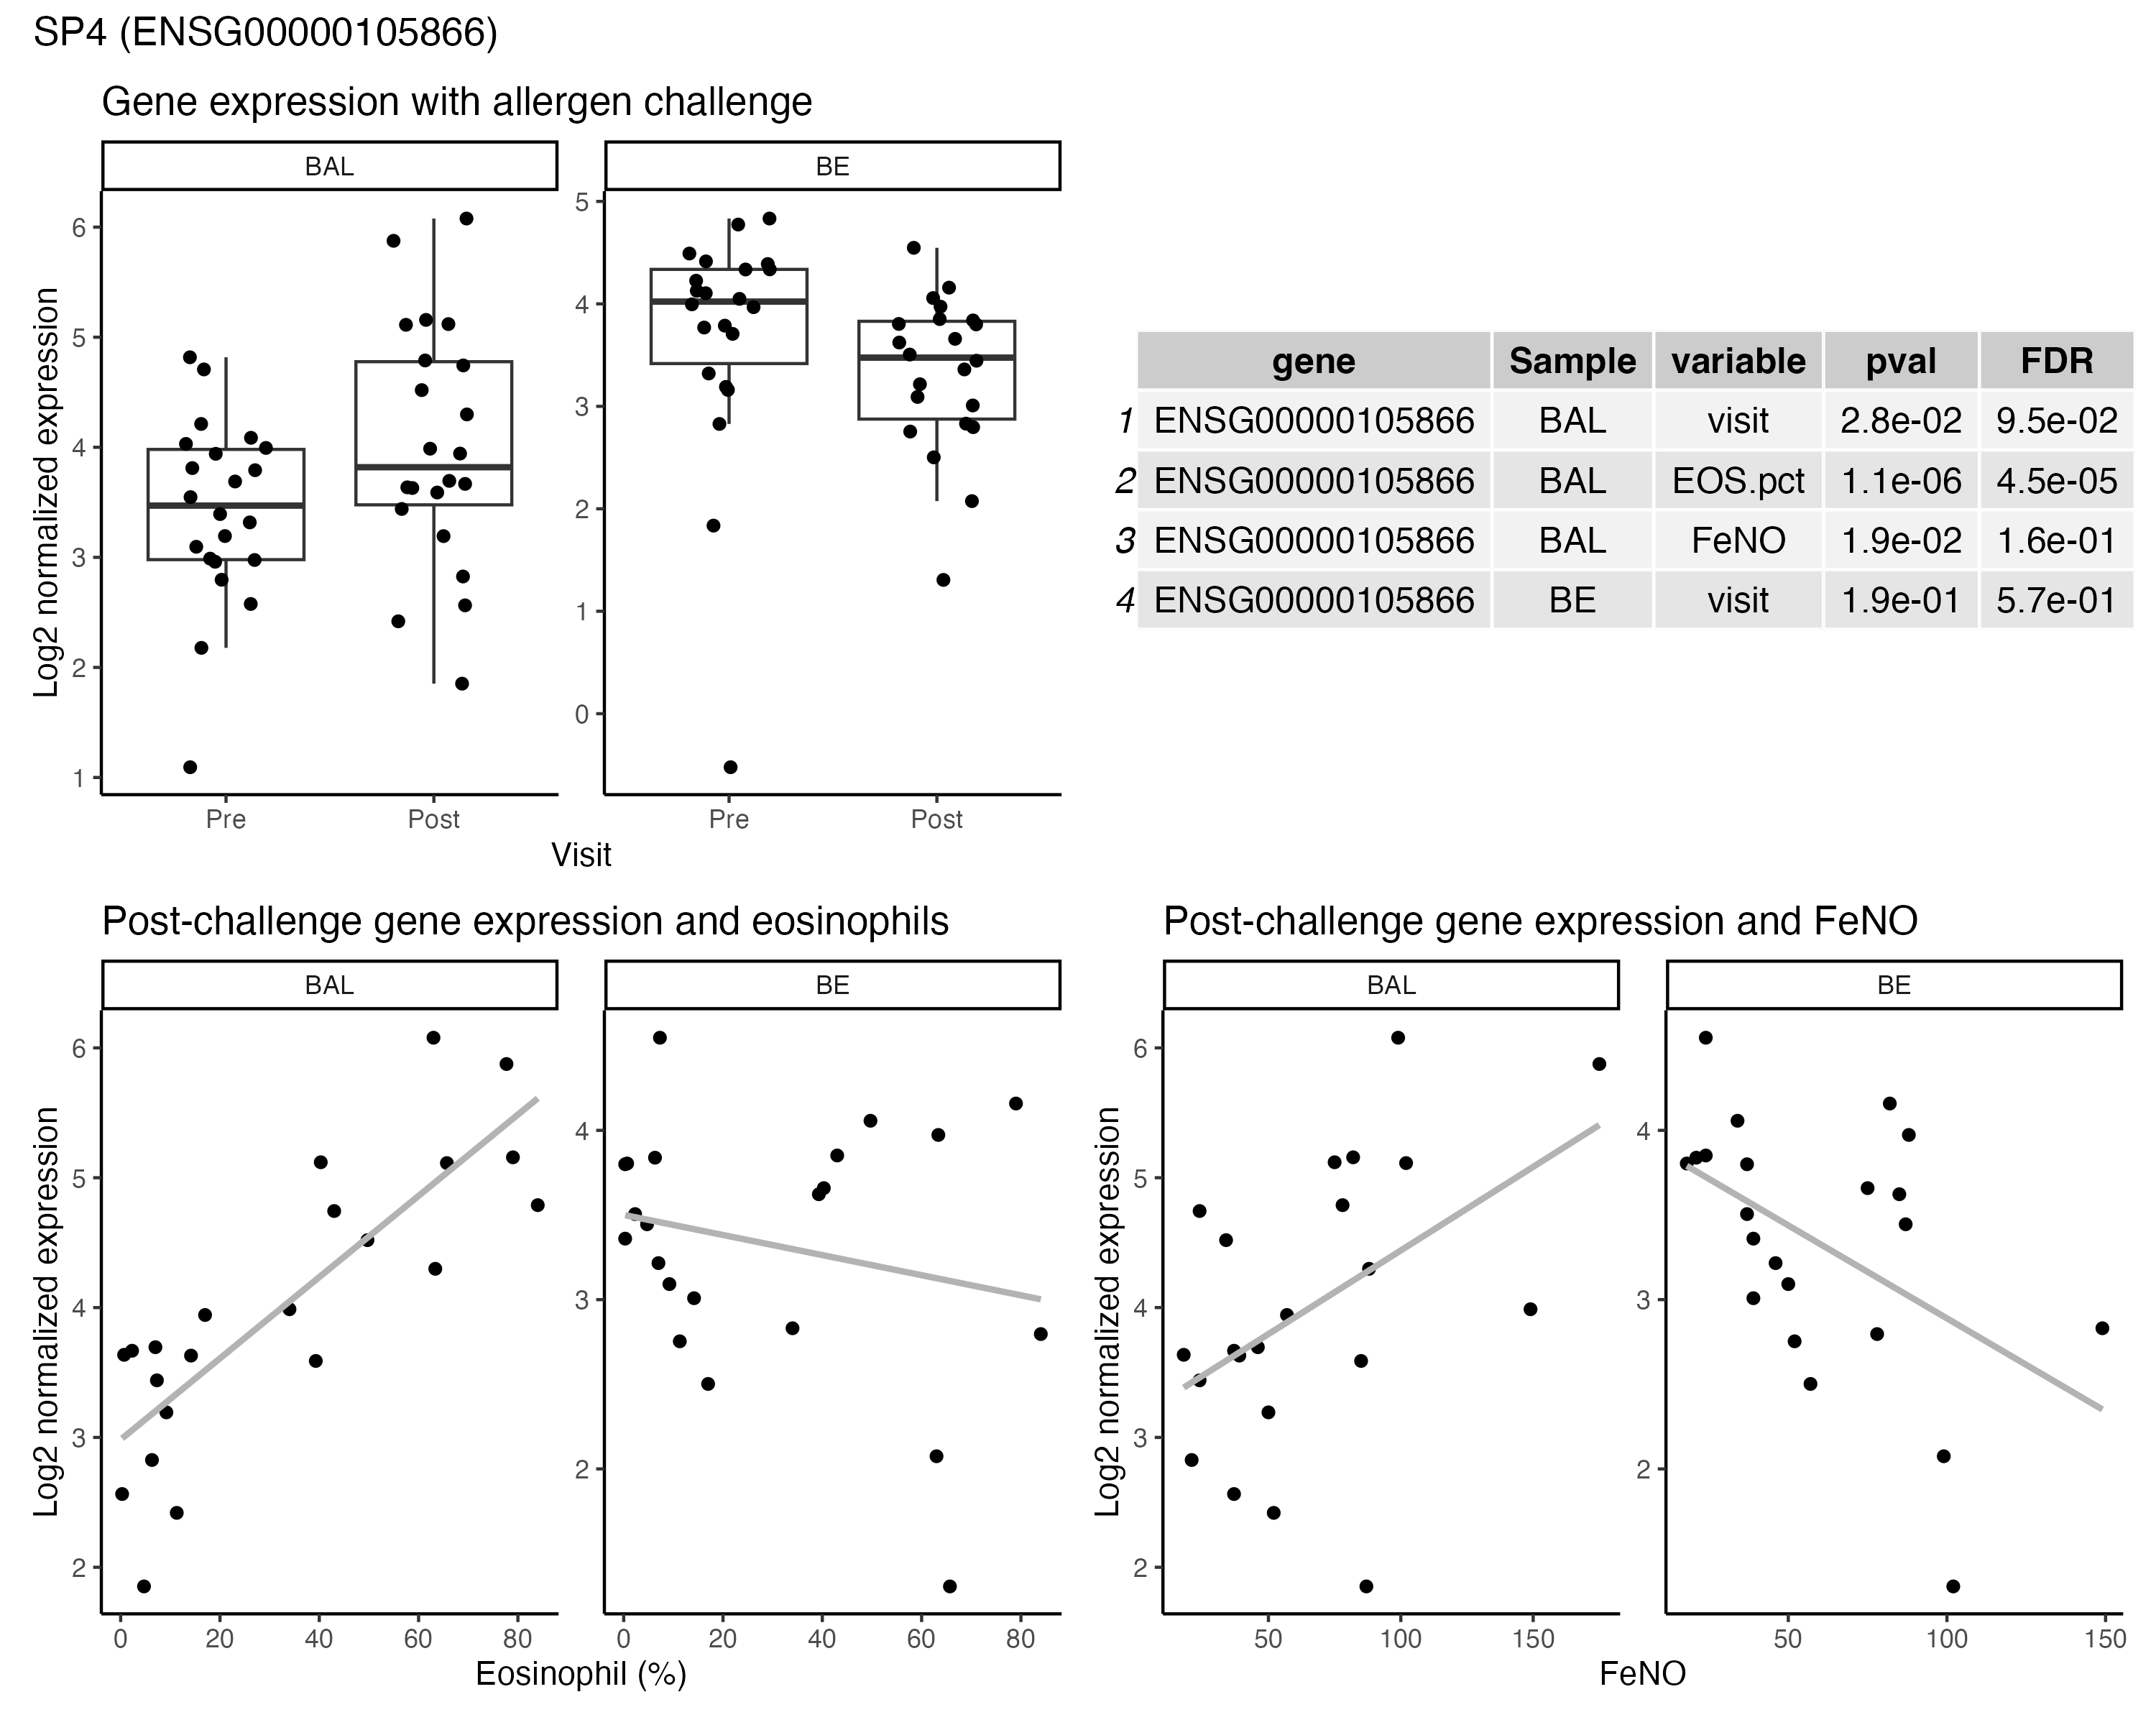 SP4 (ENSG00000105866)
Gene expression with allergen challenge
BAL
BE
Log2 normalized expression
6
5
4
3
2
1
5
4
3
2
1
0
Pre
Post
Pre
Post
Visit
gene Sample variable pval FDR
1 ENSG00000105866 BAL visit 2.8e-02 9.5e-02
2 ENSG00000105866 BAL EOS.pct 1.1e-06 4.5e-05
3 ENSG00000105866 BAL FeNO 1.9e-02 1.6e-01
4 ENSG00000105866 BE visit 1.9e-01 5.7e-01
Post-challenge gene expression and eosinophils
BAL
BE
Log2 normalized expression
6
5
4
3
2
4
3
2
0 20 40 60 80
0 20 40 60 80
Eosinophil (%)
Post-challenge gene expression and FeNO
BAL
BE
Log2 normalized expression
6
5
4
3
2
4
3
2
50 100 150
50 100 150
FeNO